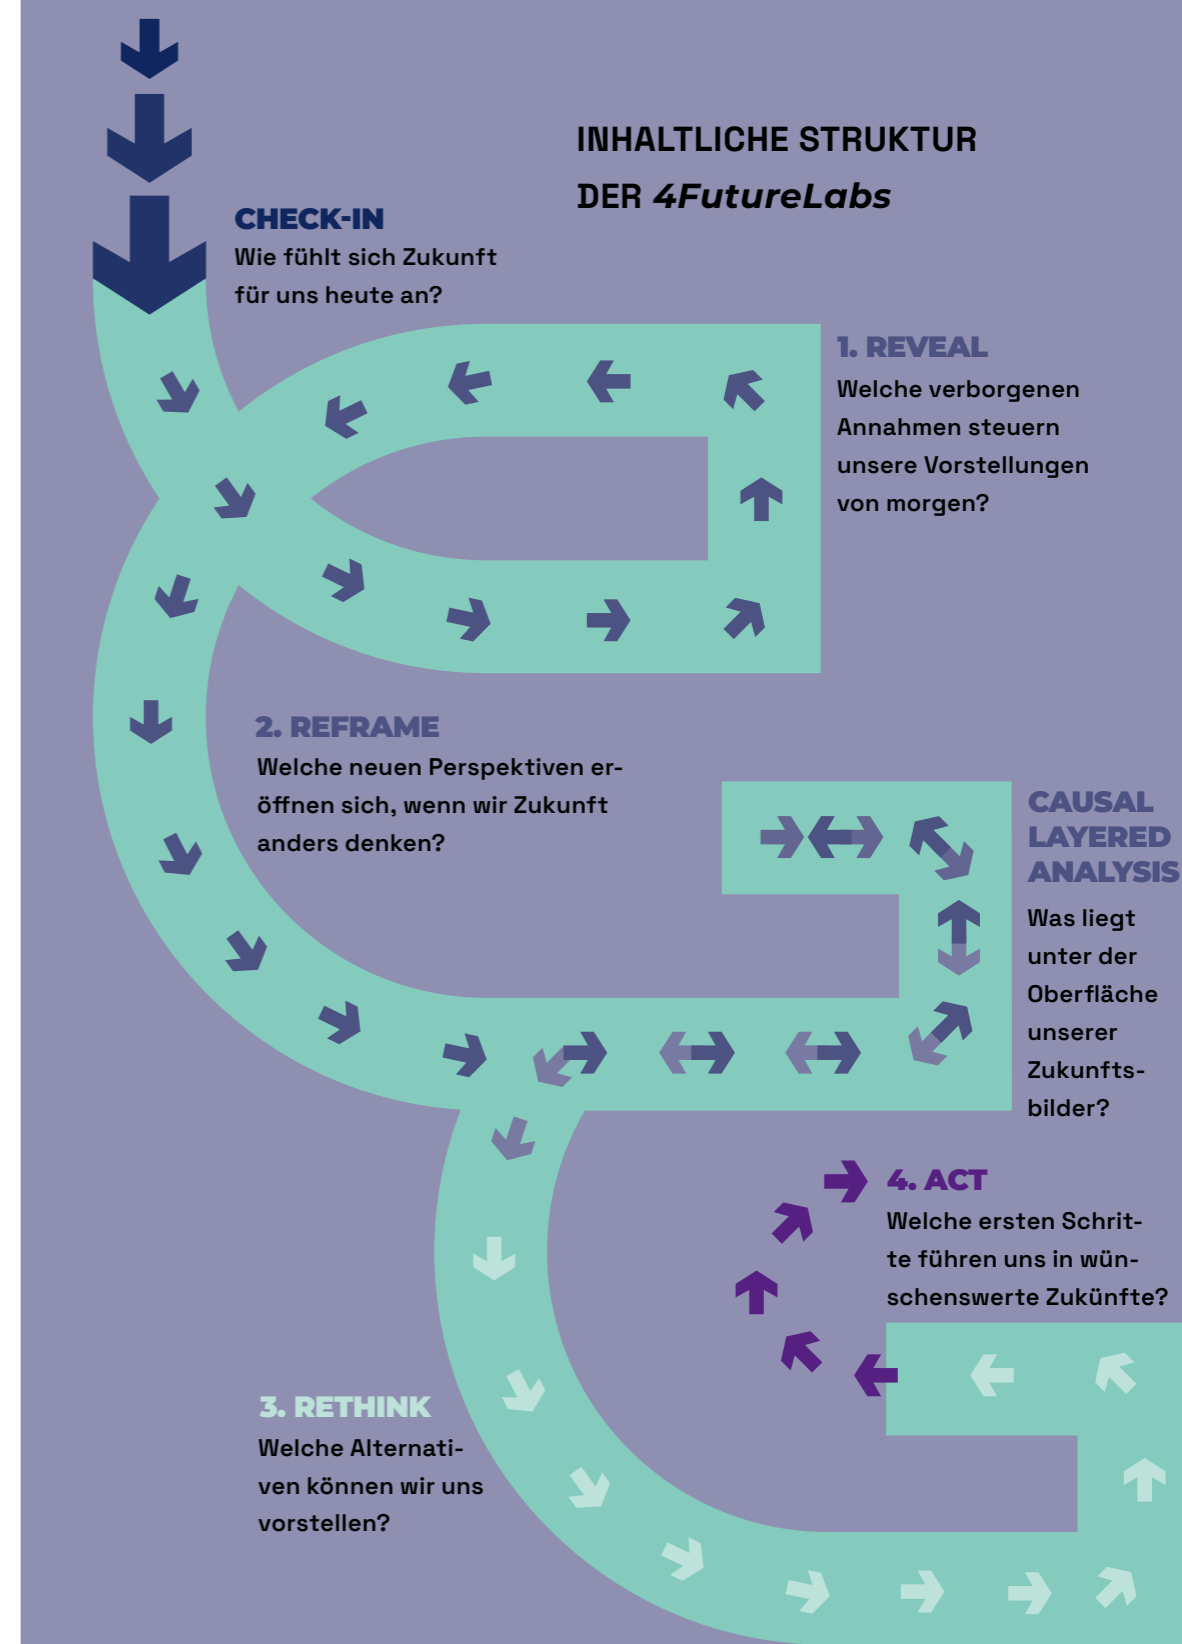 INHALTLICHE STRUKTUR
DER 4FutureLabs
CHECK-IN
Wie fühlt sich Zukunft
für uns heute an?
1. REVEAL
Welche verborgenen
Annahmen steuern
unsere Vorstellungen
von morgen?
2. REFRAME
Welche neuen Perspektiven er-
öffnen sich, wenn wir Zukunft
anders denken?
CAUSAL
LAYERED
ANALYSIS
Was liegt
unter der
Oberfläche
unserer
Zukunfts-
bilder?
4. ACT
Welche ersten Schrit-
te führen uns in wün-
schenswerte Zukünfte?
3. RETHINK
Welche Alternati-
ven können wir uns
vorstellen?